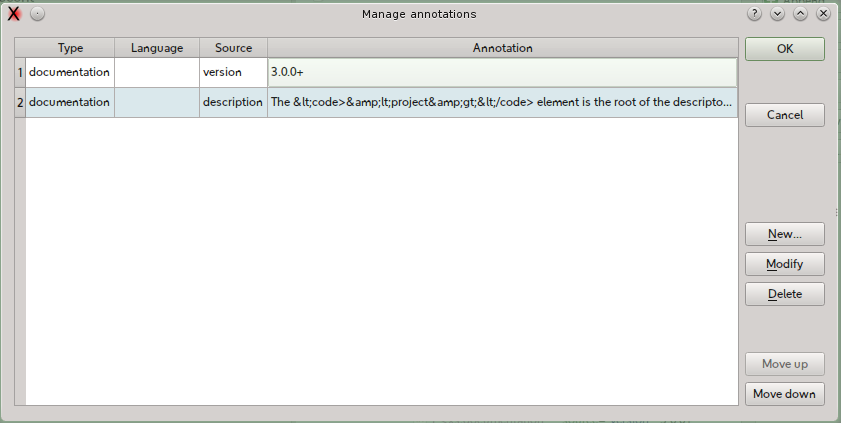 Manage annotations
Type Language Source Annotation
1 documentation version 3.0.0+
2 documentation description The &lt;code>&amp;lt;project&amp;gt;&lt;/code> element is the root of the descripto...
OK
Cancel
New...
Modify
Delete
Move up
Move down